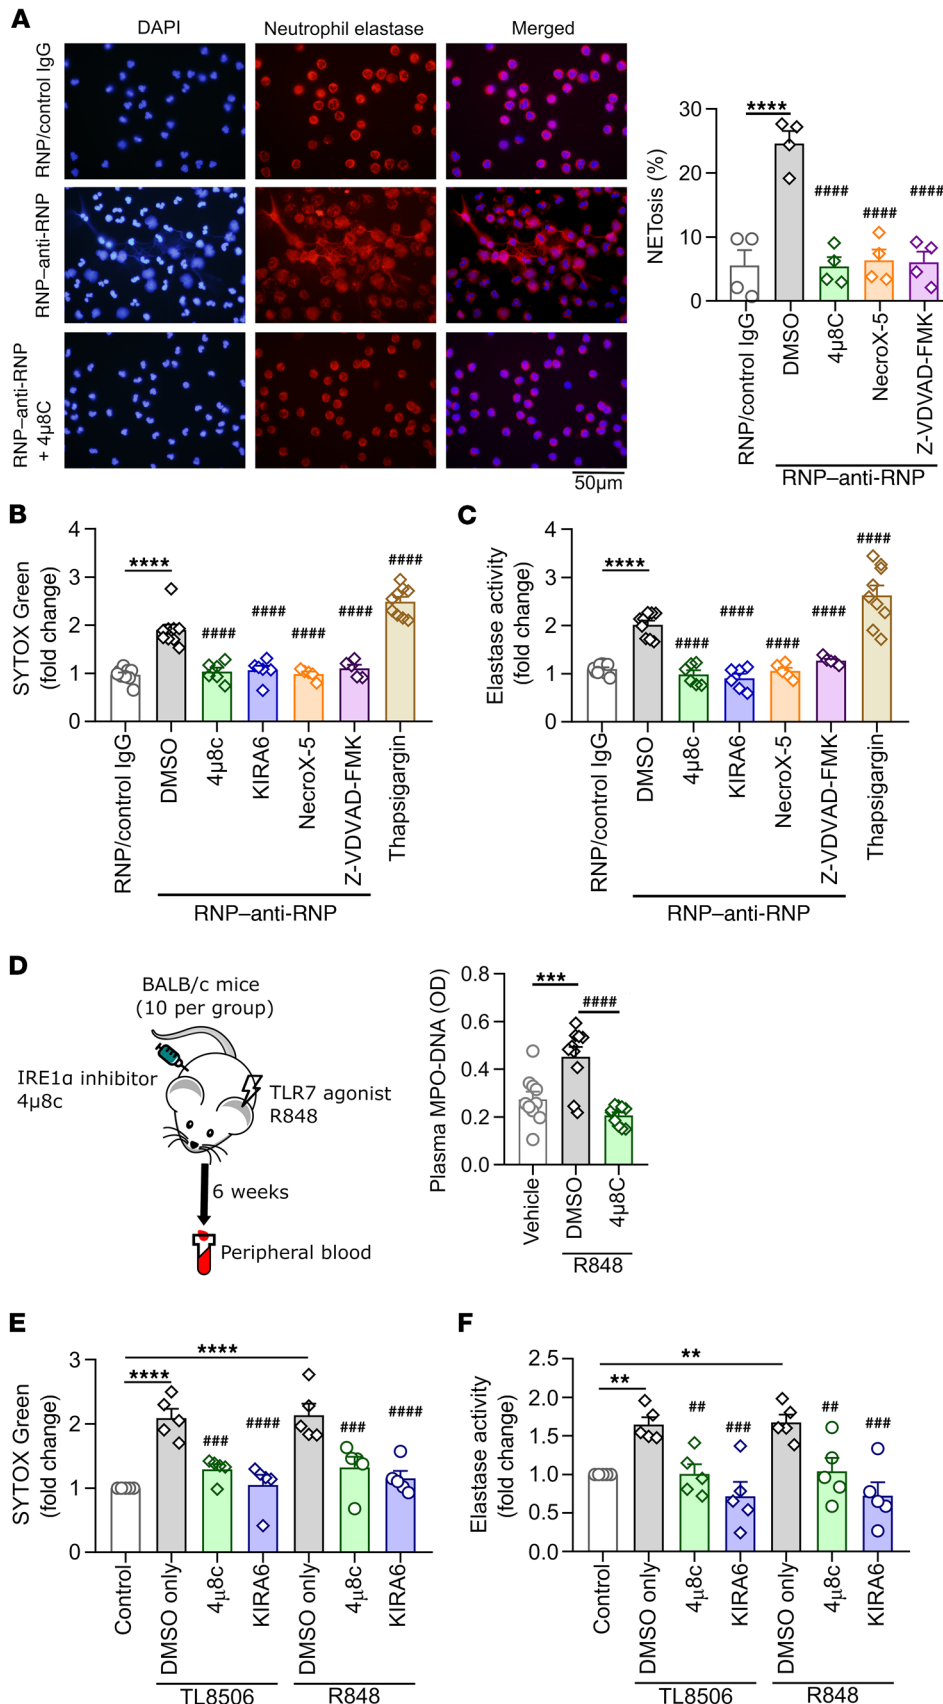 A
DAPI
Neutrophil elastase
Merged
RNP/control IgG
RNP–anti-RNP
RNP–anti-RNP
+ 4µ8C
50µm
NETosis (%)
30
20
10
0
****
####
####
####
RNP/control IgG
DMSO
4µ8C
NecroX-5
Z-VDVAD-FMK
RNP–anti-RNP
B
SYTOX Green
(fold change)
4
3
2
1
0
****
####
####
####
####
####
RNP/control IgG
DMSO
4µ8c
KIRA6
NecroX-5
Z-VDVAD-FMK
Thapsigargin
RNP–anti-RNP
C
Elastase activity
(fold change)
4
3
2
1
0
****
####
####
####
####
####
RNP/control IgG
DMSO
4µ8c
KIRA6
NecroX-5
Z-VDVAD-FMK
Thapsigargin
RNP–anti-RNP
D
BALB/c mice
(10 per group)
IRE1α inhibitor
4µ8c
TLR7 agonist
R848
6 weeks
Peripheral blood
Plasma MPO-DNA (OD)
0.8
0.6
0.4
0.2
0.0
***
####
Vehicle
DMSO
4µ8C
R848
E
SYTOX Green
(fold change)
3
2
1
0
****
****
###
####
###
####
Control
DMSO only
4µ8c
KIRA6
DMSO only
4µ8c
KIRA6
TL8506
R848
F
Elastase activity
(fold change)
2.5
2.0
1.5
1.0
0.5
0.0
**
**
##
###
##
###
Control
DMSO only
4µ8c
KIRA6
DMSO only
4µ8c
KIRA6
TL8506
R848